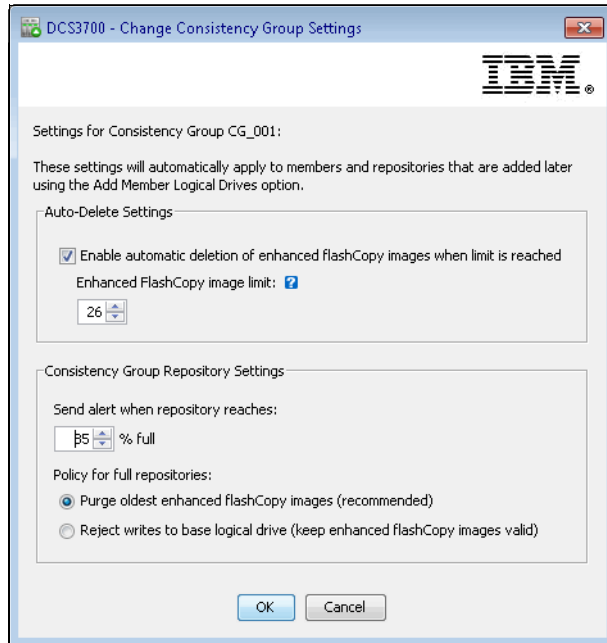 DCS3700 - Change Consistency Group Settings
IBM®
Settings for Consistency Group CG_001:
These settings will automatically apply to members and repositories that are added later
using the Add Member Logical Drives option.
Auto-Delete Settings
Enable automatic deletion of enhanced flashCopy images when limit is reached
Enhanced FlashCopy image limit: ?
26
Consistency Group Repository Settings
Send alert when repository reaches:
85 % full
Policy for full repositories:
Purge oldest enhanced flashCopy images (recommended)
Reject writes to base logical drive (keep enhanced flashCopy images valid)
OK Cancel